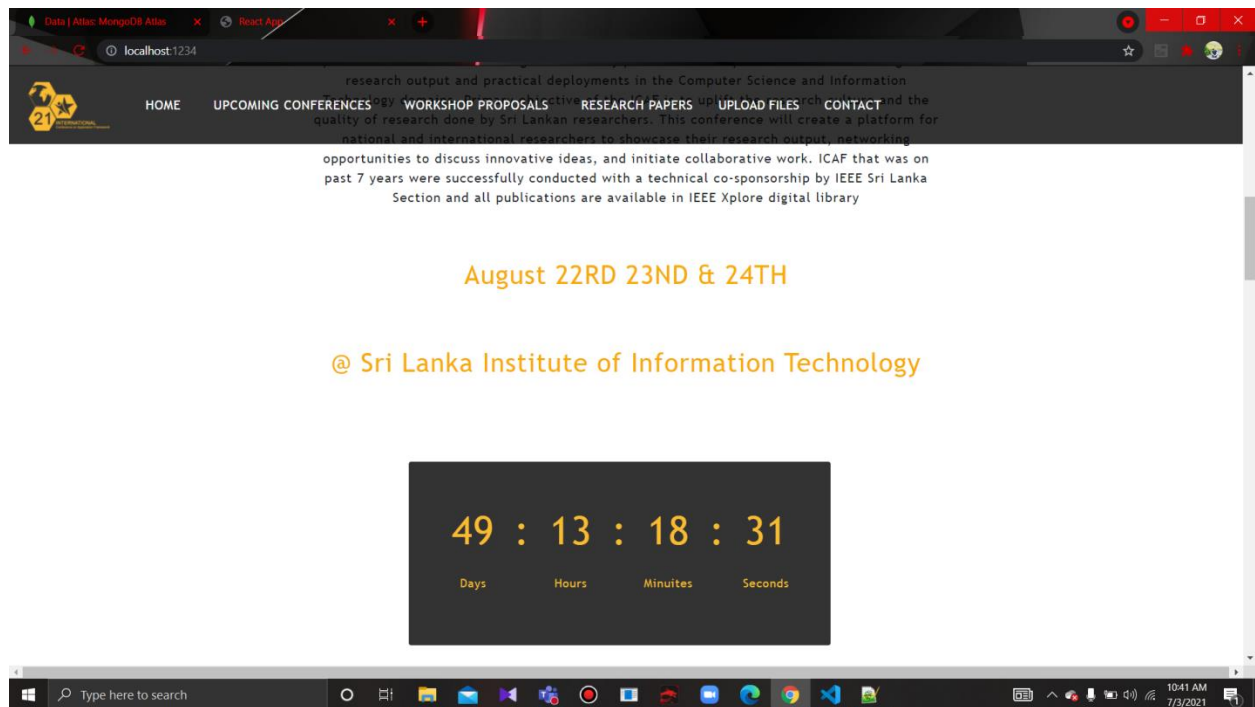 Data | Atlas: MongoDB Atlas
React App
localhost:1234
research output and practical deployments in the Computer Science and Information
HOME UPCOMING CONFERENCES WORKSHOP PROPOSALS RESEARCH PAPERS UPLOAD FILES CONTACT
21 INTERNATIONAL
quality of research done by Sri Lankan researchers. This conference will create a platform for
national and international researchers to showcase their research output, networking
opportunities to discuss innovative ideas, and initiate collaborative work. ICAF that was on
past 7 years were successfully conducted with a technical co-sponsorship by IEEE Sri Lanka
Section and all publications are available in IEEE Xplore digital library
August 22RD 23ND & 24TH
@ Sri Lanka Institute of Information Technology
49 : 13 : 18 : 31
Days Hours Minuites Seconds
Type here to search
10:41 AM
7/3/2021